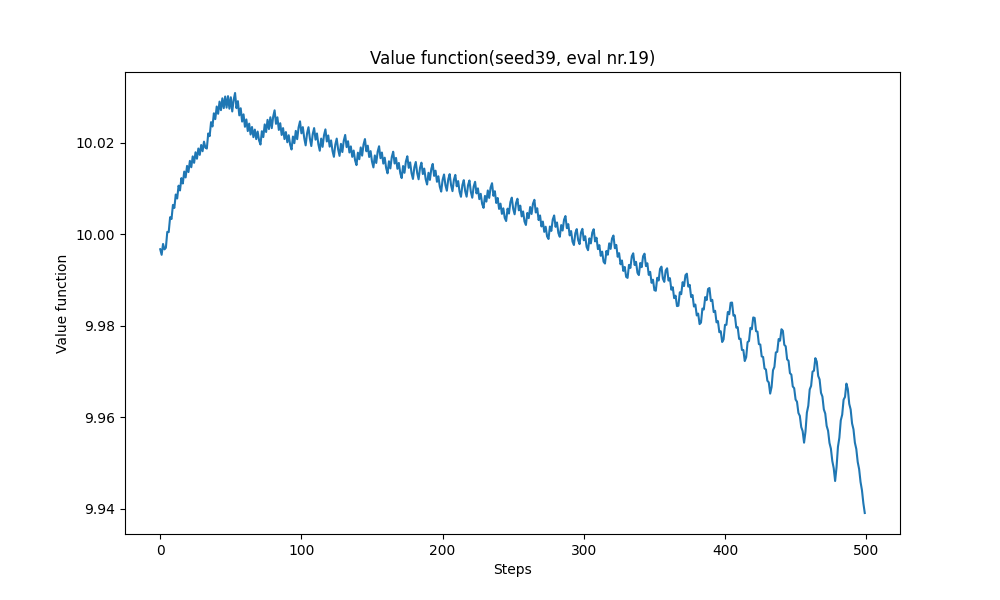 Value function(seed39, eval nr.19)
Value function
10.02
10.00
9.98
9.96
9.94
0 100 200 300 400 500
Steps